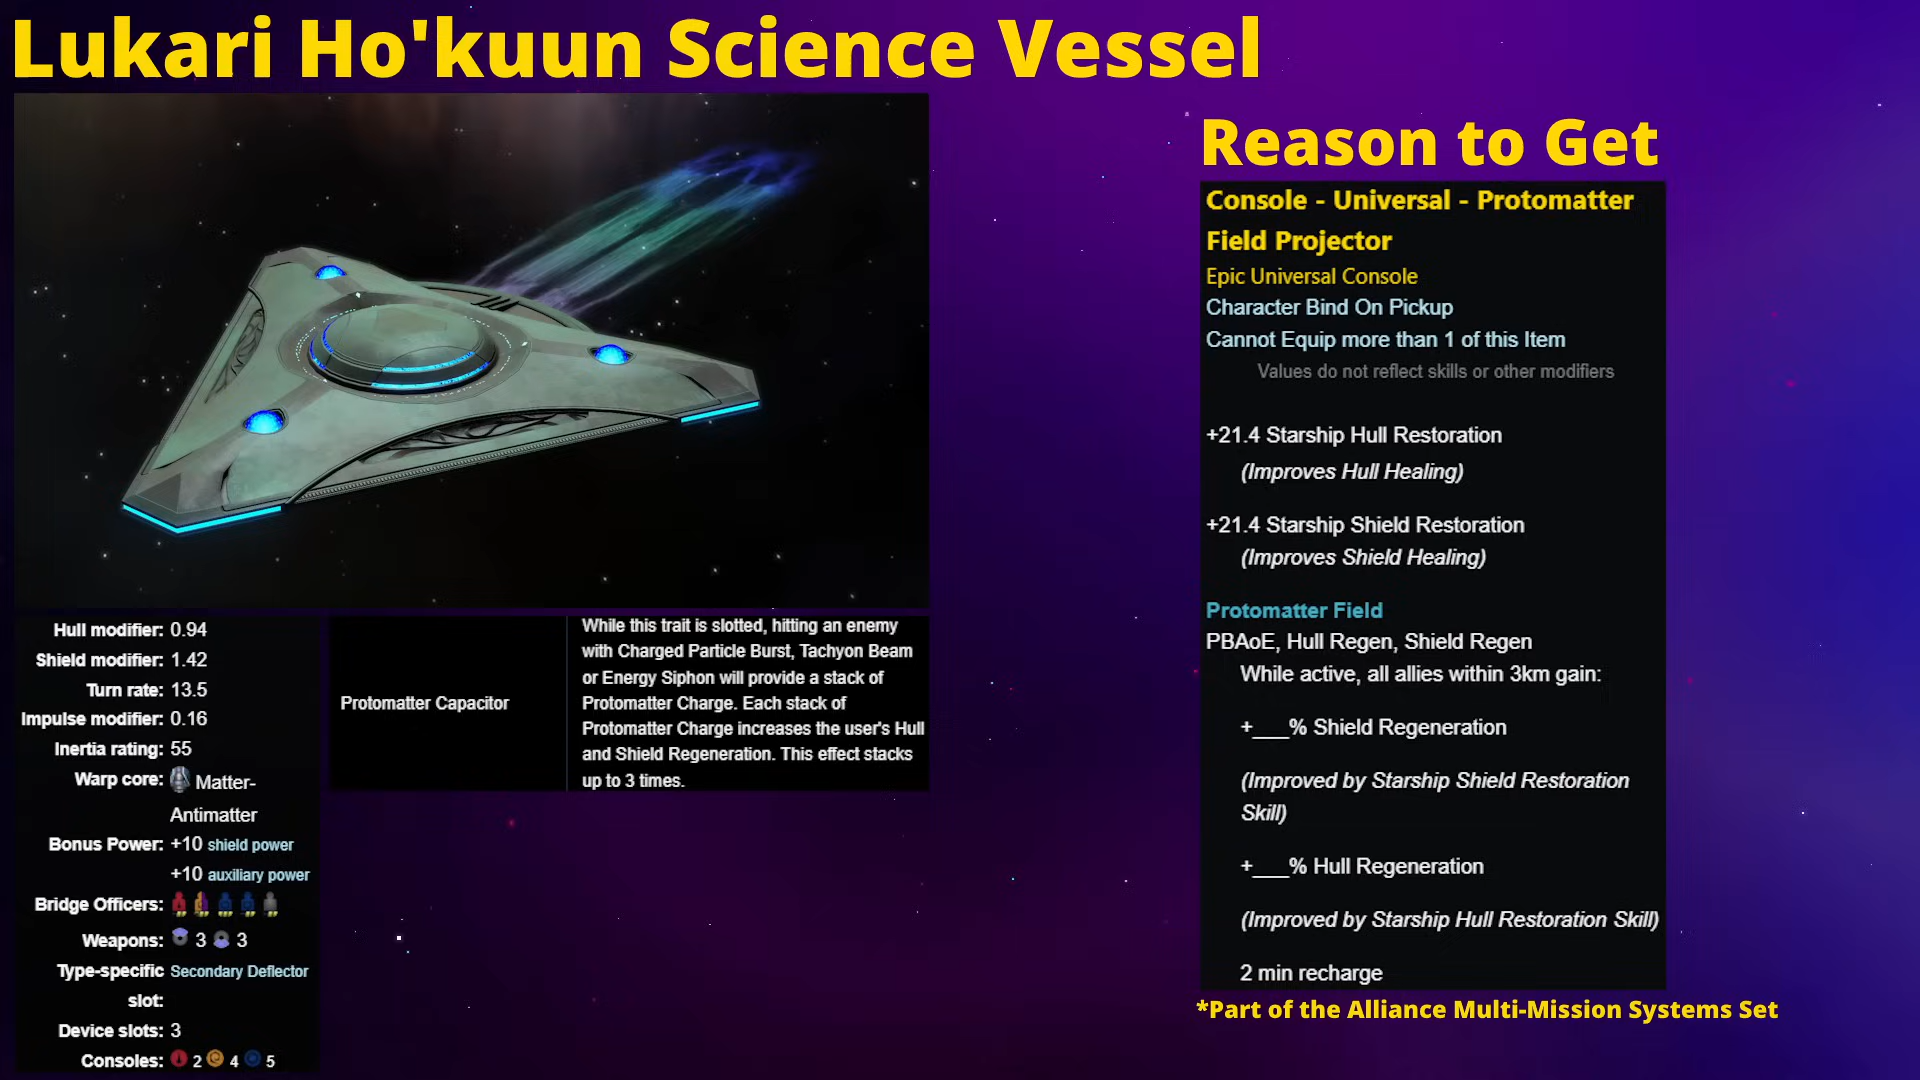 Lukari Ho'kuun Science Vessel
Reason to Get
Console - Universal - Protomatter
Field Projector
Epic Universal Console
Character Bind On Pickup
Cannot Equip more than 1 of this Item
Values do not reflect skills or other modifiers
+21.4 Starship Hull Restoration
(Improves Hull Healing)
+21.4 Starship Shield Restoration
(Improves Shield Healing)
Protomatter Field
PBAoE, Hull Regen, Shield Regen
While active, all allies within 3km gain:
+___% Shield Regeneration
(Improved by Starship Shield Restoration
Skill)
+___% Hull Regeneration
(Improved by Starship Hull Restoration Skill)
2 min recharge
*Part of the Alliance Multi-Mission Systems Set
Hull modifier: 0.94
Shield modifier: 1.42
Turn rate: 13.5
Impulse modifier: 0.16
Inertia rating: 55
Warp core: Matter-
Antimatter
Bonus Power: +10 shield power
+10 auxiliary power
Bridge Officers:
Weapons: 3 3
Type-specific Secondary Deflector
slot:
Device slots: 3
Consoles: 2 4 5
Protomatter Capacitor
While this trait is slotted, hitting an enemy
with Charged Particle Burst, Tachyon Beam
or Energy Siphon will provide a stack of
Protomatter Charge. Each stack of
Protomatter Charge increases the user's Hull
and Shield Regeneration. This effect stacks
up to 3 times.